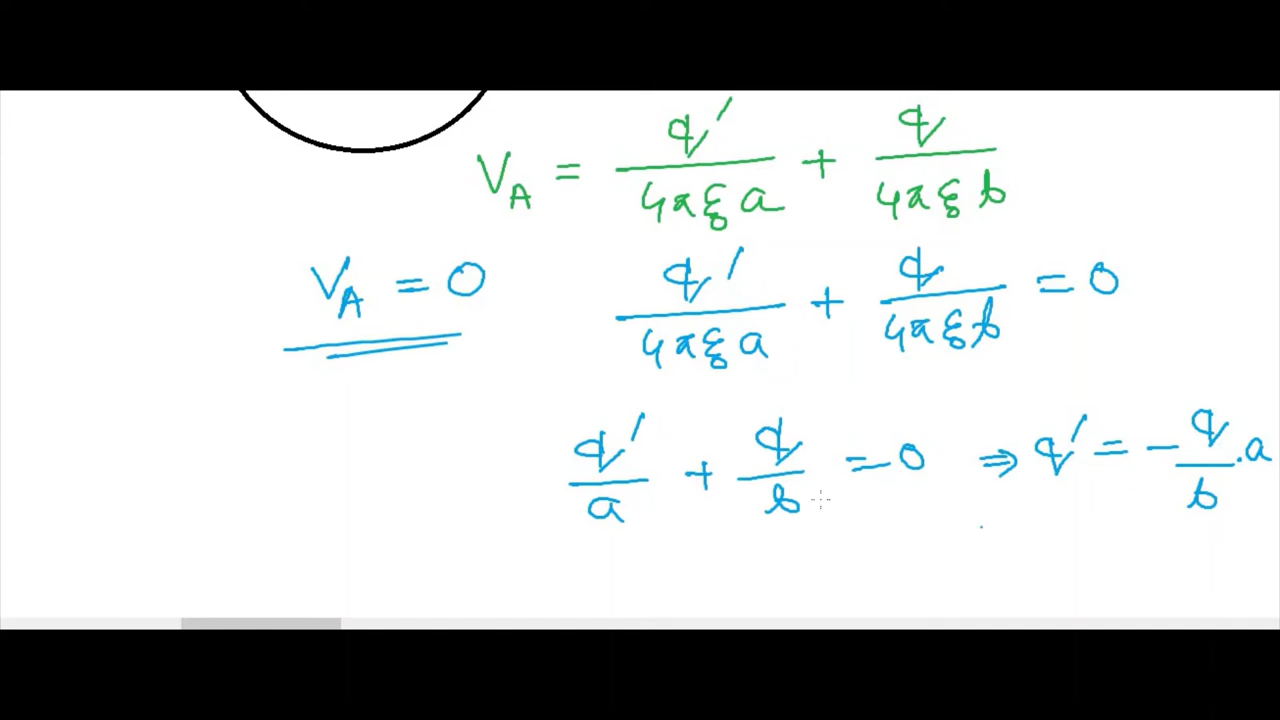 V_A = q'/(4πε₀a) + q/(4πε₀b)
V_A = 0    q'/(4πε₀a) + q/(4πε₀b) = 0
q'/a + q/b = 0 ⇒ q' = -q/b . a